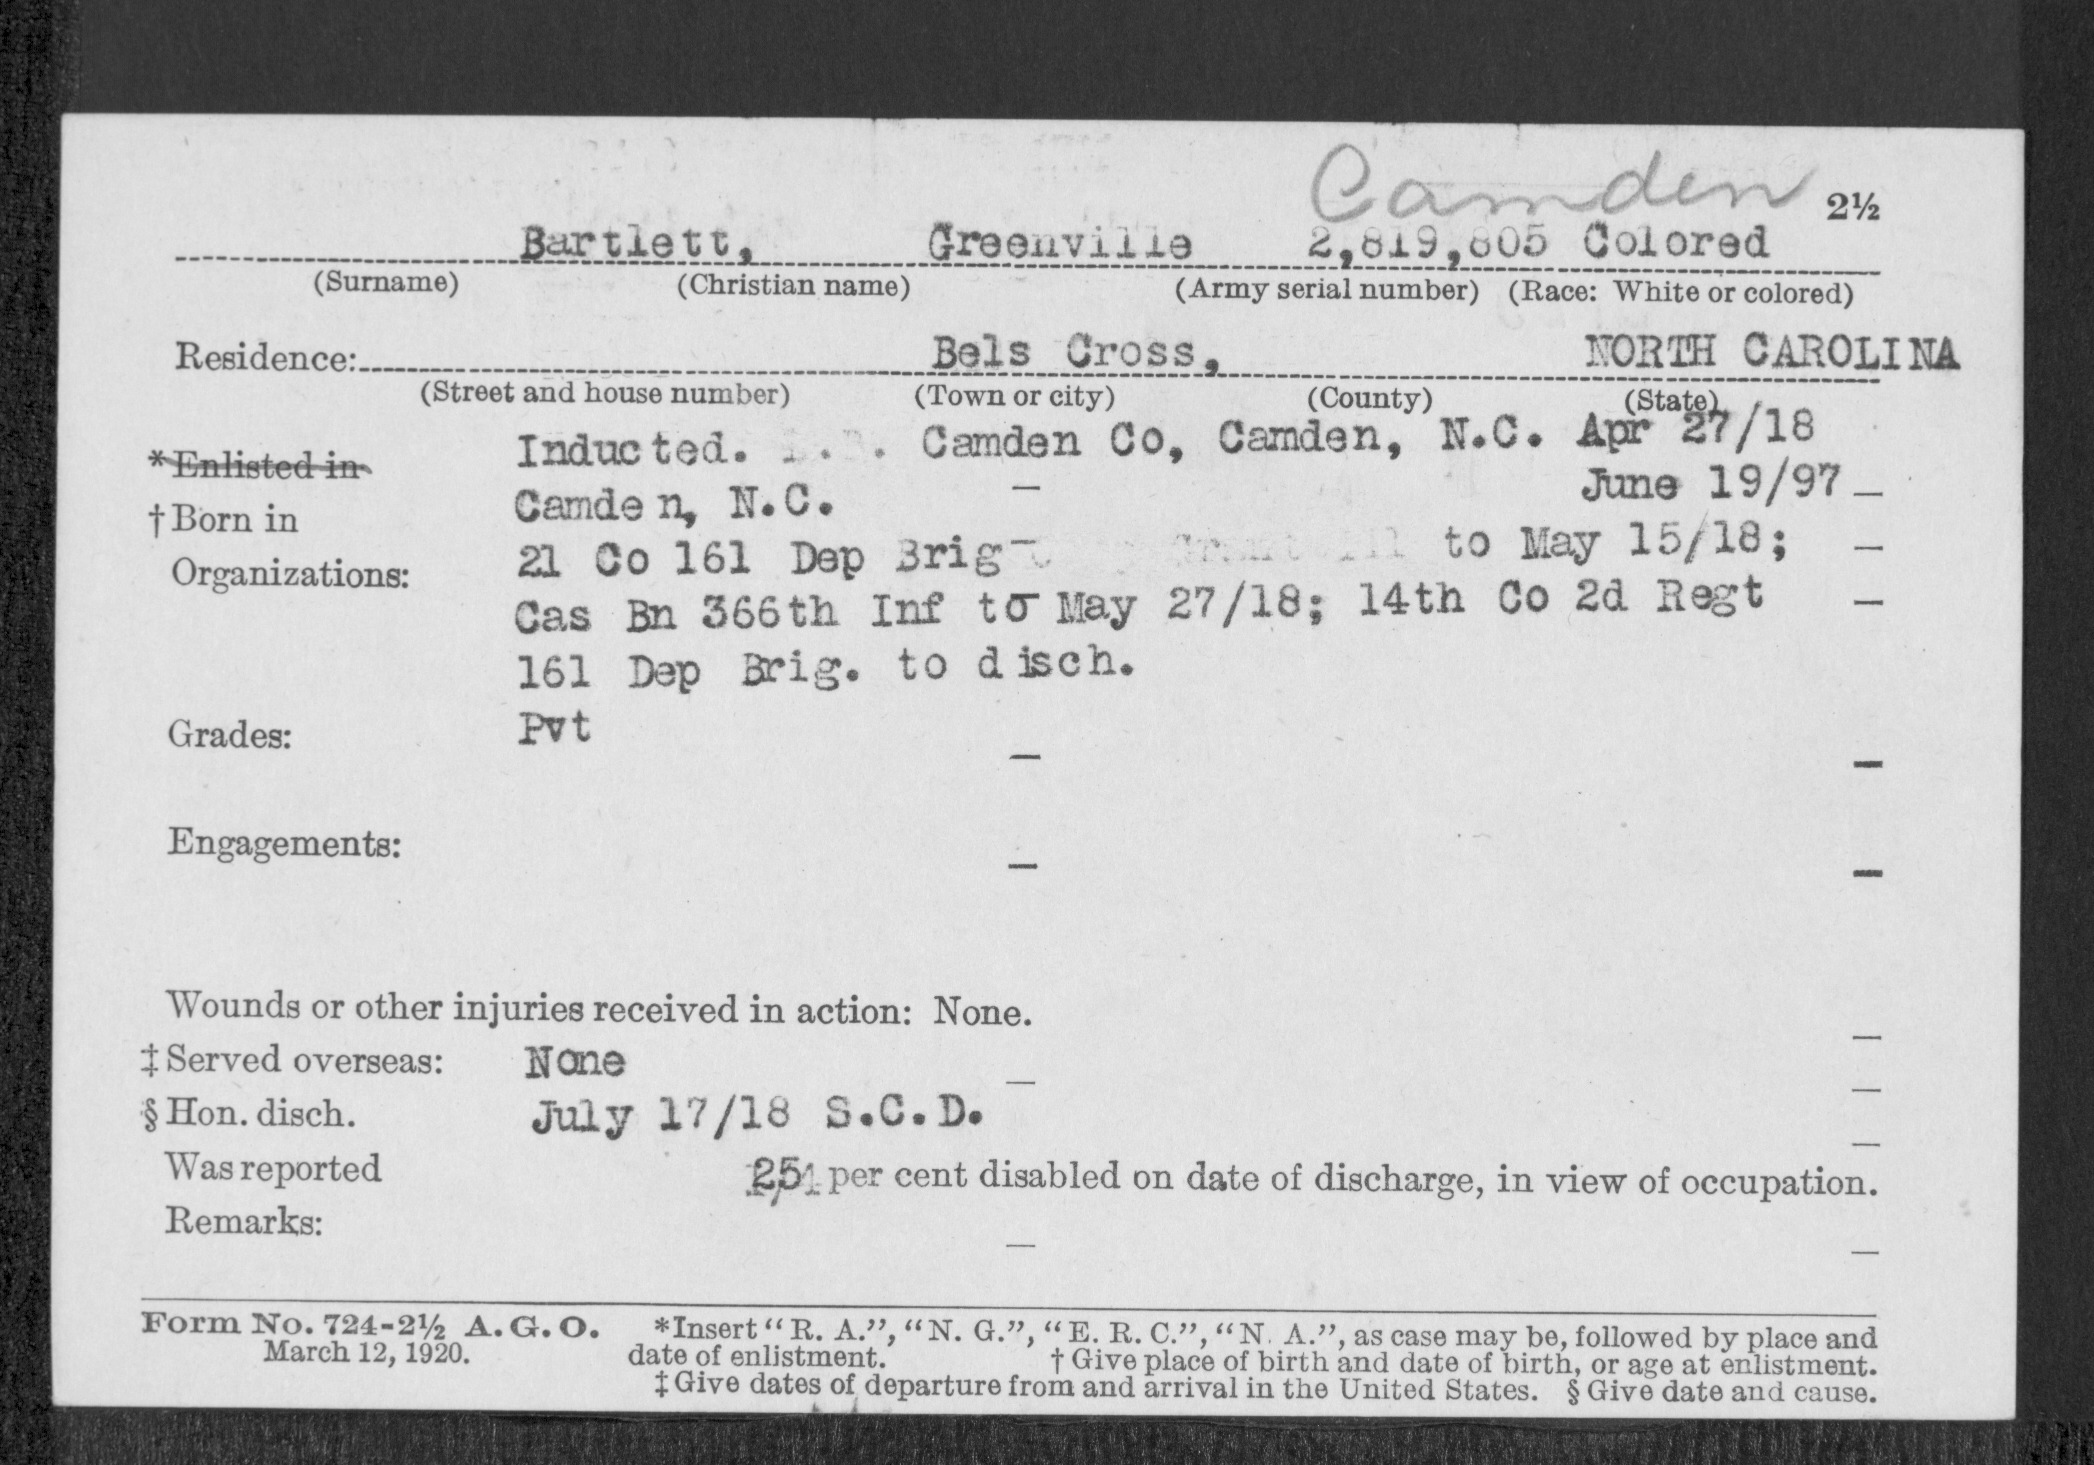 Camden 2½
Bartlett, Greenville 2,819,805 Colored
(Surname) (Christian name) (Army serial number) (Race: White or colored)
Residence: Bels Cross, NORTH CAROLINA
(Street and house number) (Town or city) (County) (State)
*Enlisted in Inducted. Camden Co, Camden, N.C. Apr 27/18
†Born in Camden, N.C. — June 19/97 —
Organizations: 21 Co 161 Dep Brig — to May 15/18; —
Cas Bn 366th Inf to May 27/18; 14th Co 2d Regt —
161 Dep Brig. to disch.
Grades: Pvt — —
Engagements: — —
Wounds or other injuries received in action: None. —
‡Served overseas: None — —
§Hon. disch. July 17/18 S.C.D. —
Was reported 25 per cent disabled on date of discharge, in view of occupation.
Remarks: — —
Form No. 724-2½ A.G.O. *Insert "R. A.", "N. G.", "E. R. C.", "N. A.", as case may be, followed by place and
March 12, 1920. date of enlistment. †Give place of birth and date of birth, or age at enlistment.
‡Give dates of departure from and arrival in the United States. §Give date and cause.